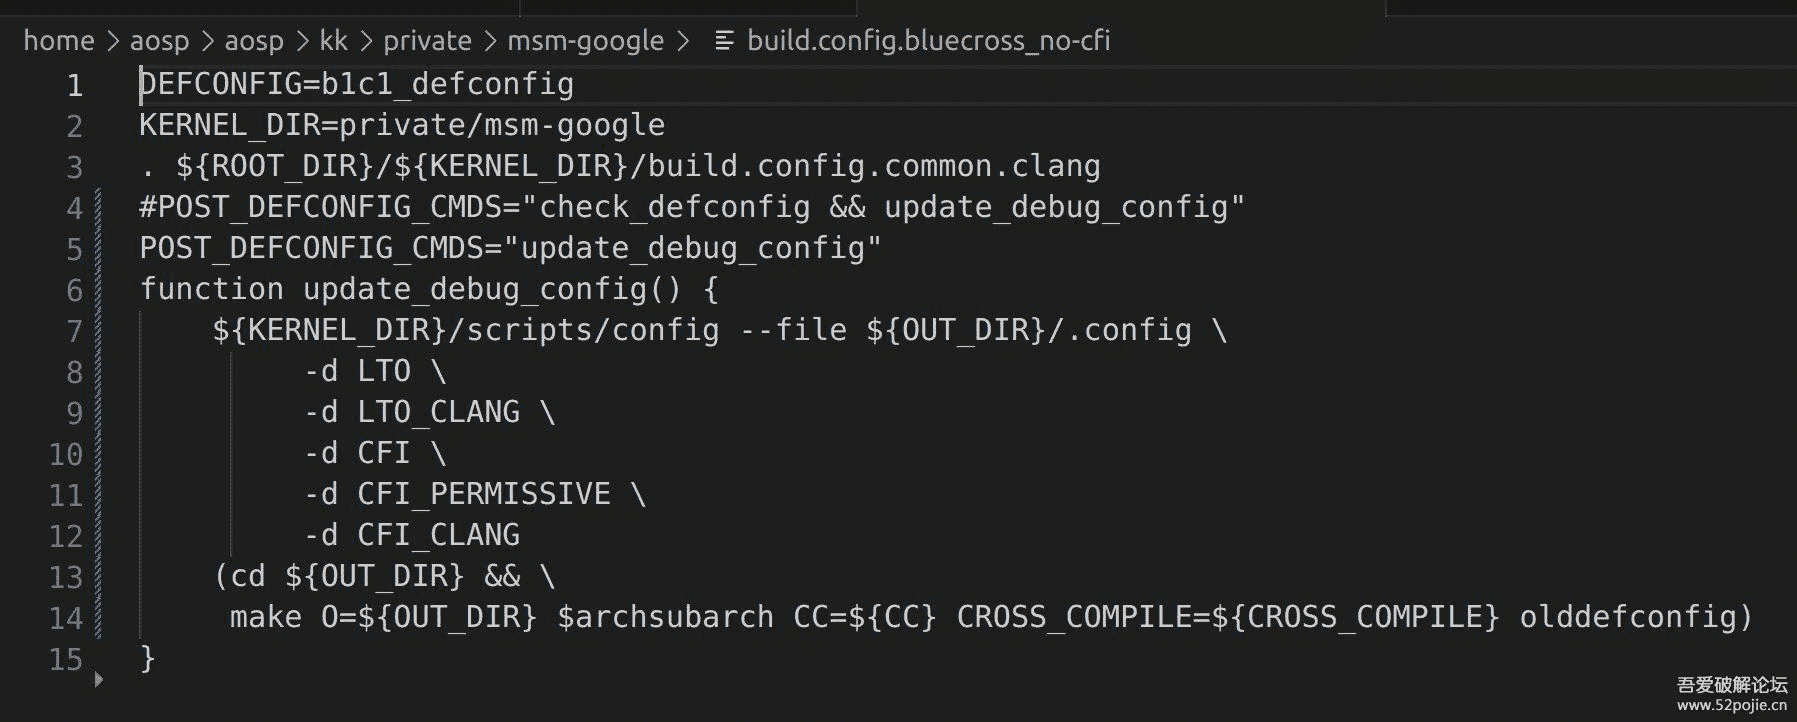 home > aosp > aosp > kk > private > msm-google > build.config.bluecross_no-cfi
1 DEFCONFIG=b1c1_defconfig
2 KERNEL_DIR=private/msm-google
3 . ${ROOT_DIR}/${KERNEL_DIR}/build.config.common.clang
4 #POST_DEFCONFIG_CMDS="check_defconfig && update_debug_config"
5 POST_DEFCONFIG_CMDS="update_debug_config"
6 function update_debug_config() {
7     ${KERNEL_DIR}/scripts/config --file ${OUT_DIR}/.config \
8          -d LTO \
9          -d LTO_CLANG \
10          -d CFI \
11          -d CFI_PERMISSIVE \
12          -d CFI_CLANG
13     (cd ${OUT_DIR} && \
14      make O=${OUT_DIR} $archsubarch CC=${CC} CROSS_COMPILE=${CROSS_COMPILE} olddefconfig)
15 }
吾爱破解论坛
www.52pojie.cn